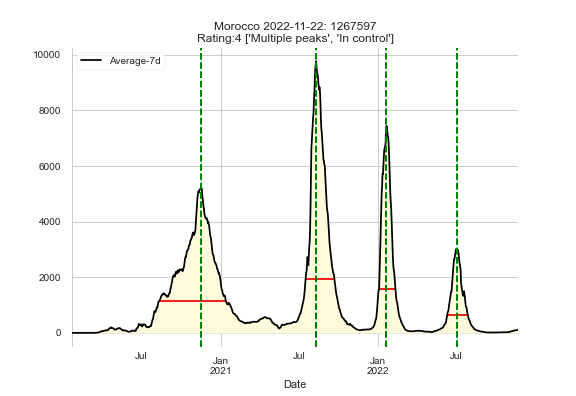 Morocco 2022-11-22: 1267597
Rating:4 ['Multiple peaks', 'In control']
Average-7d
10000
8000
6000
4000
2000
0
Jul
Jan
2021
Jul
Jan
2022
Jul
Date